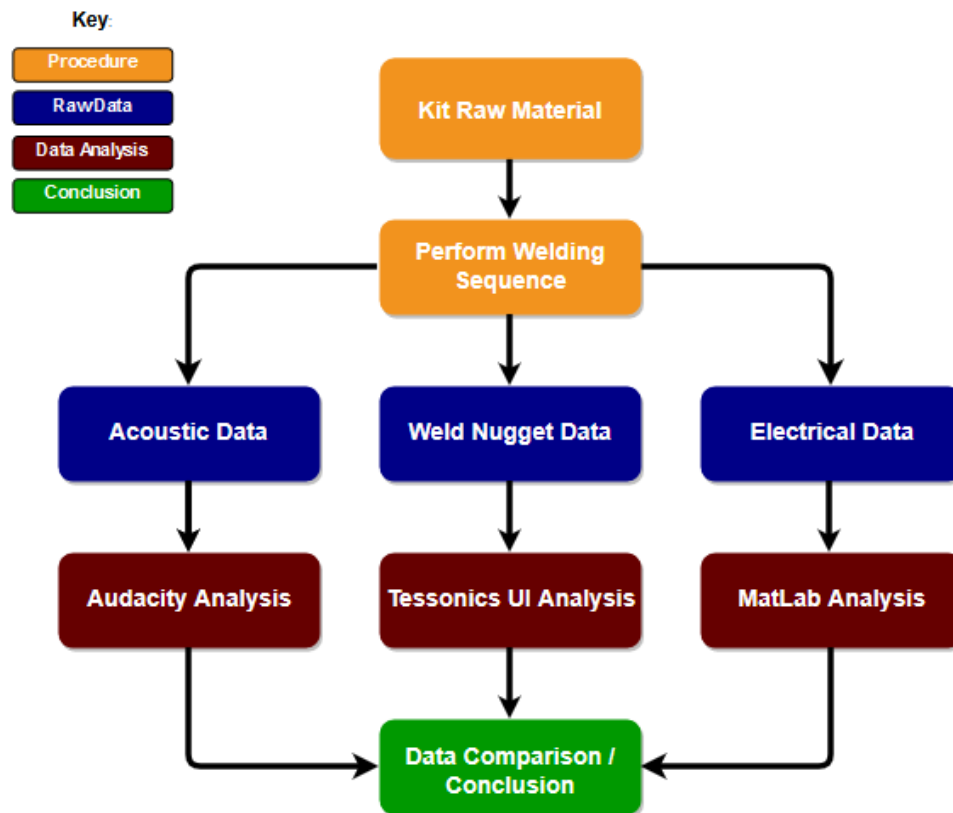 Key:
Procedure
RawData
Data Analysis
Conclusion
Kit Raw Material
Perform Welding
Sequence
Acoustic Data
Weld Nugget Data
Electrical Data
Audacity Analysis
Tessonics UI Analysis
MatLab Analysis
Data Comparison /
Conclusion